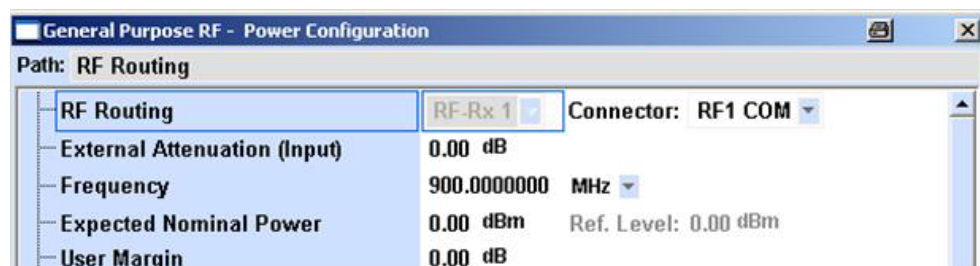 General Purpose RF - Power Configuration
Path: RF Routing
RF Routing RF-Rx 1 Connector: RF1 COM
External Attenuation (Input) 0.00 dB
Frequency 900.0000000 MHz
Expected Nominal Power 0.00 dBm Ref. Level: 0.00 dBm
User Margin 0.00 dB